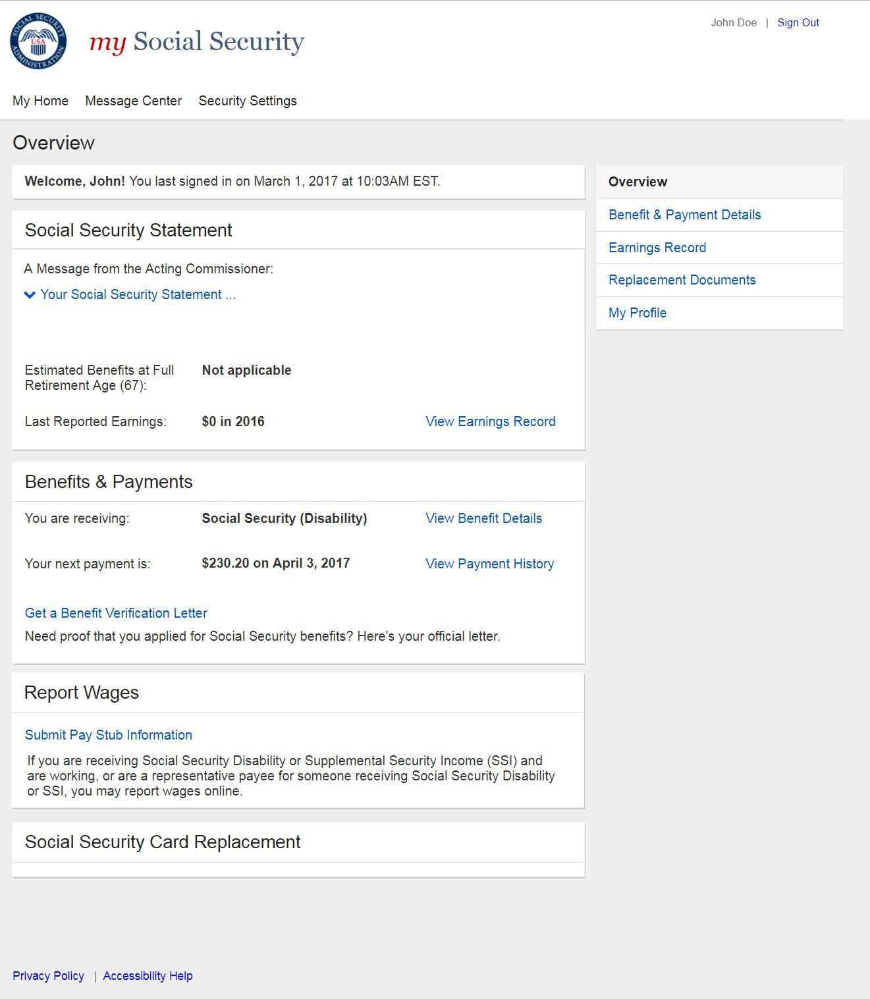 SOCIAL SECURITY ADMINISTRATION
USA
my Social Security
John Doe | Sign Out
My Home Message Center Security Settings
Overview
Welcome, John! You last signed in on March 1, 2017 at 10:03AM EST.
Social Security Statement
A Message from the Acting Commissioner:
Your Social Security Statement ...
Estimated Benefits at Full Not applicable
Retirement Age (67):
Last Reported Earnings: $0 in 2016 View Earnings Record
Benefits & Payments
You are receiving: Social Security (Disability) View Benefit Details
Your next payment is: $230.20 on April 3, 2017 View Payment History
Get a Benefit Verification Letter
Need proof that you applied for Social Security benefits? Here's your official letter.
Report Wages
Submit Pay Stub Information
If you are receiving Social Security Disability or Supplemental Security Income (SSI) and
are working, or are a representative payee for someone receiving Social Security Disability
or SSI, you may report wages online.
Social Security Card Replacement
Overview
Benefit & Payment Details
Earnings Record
Replacement Documents
My Profile
Privacy Policy | Accessibility Help